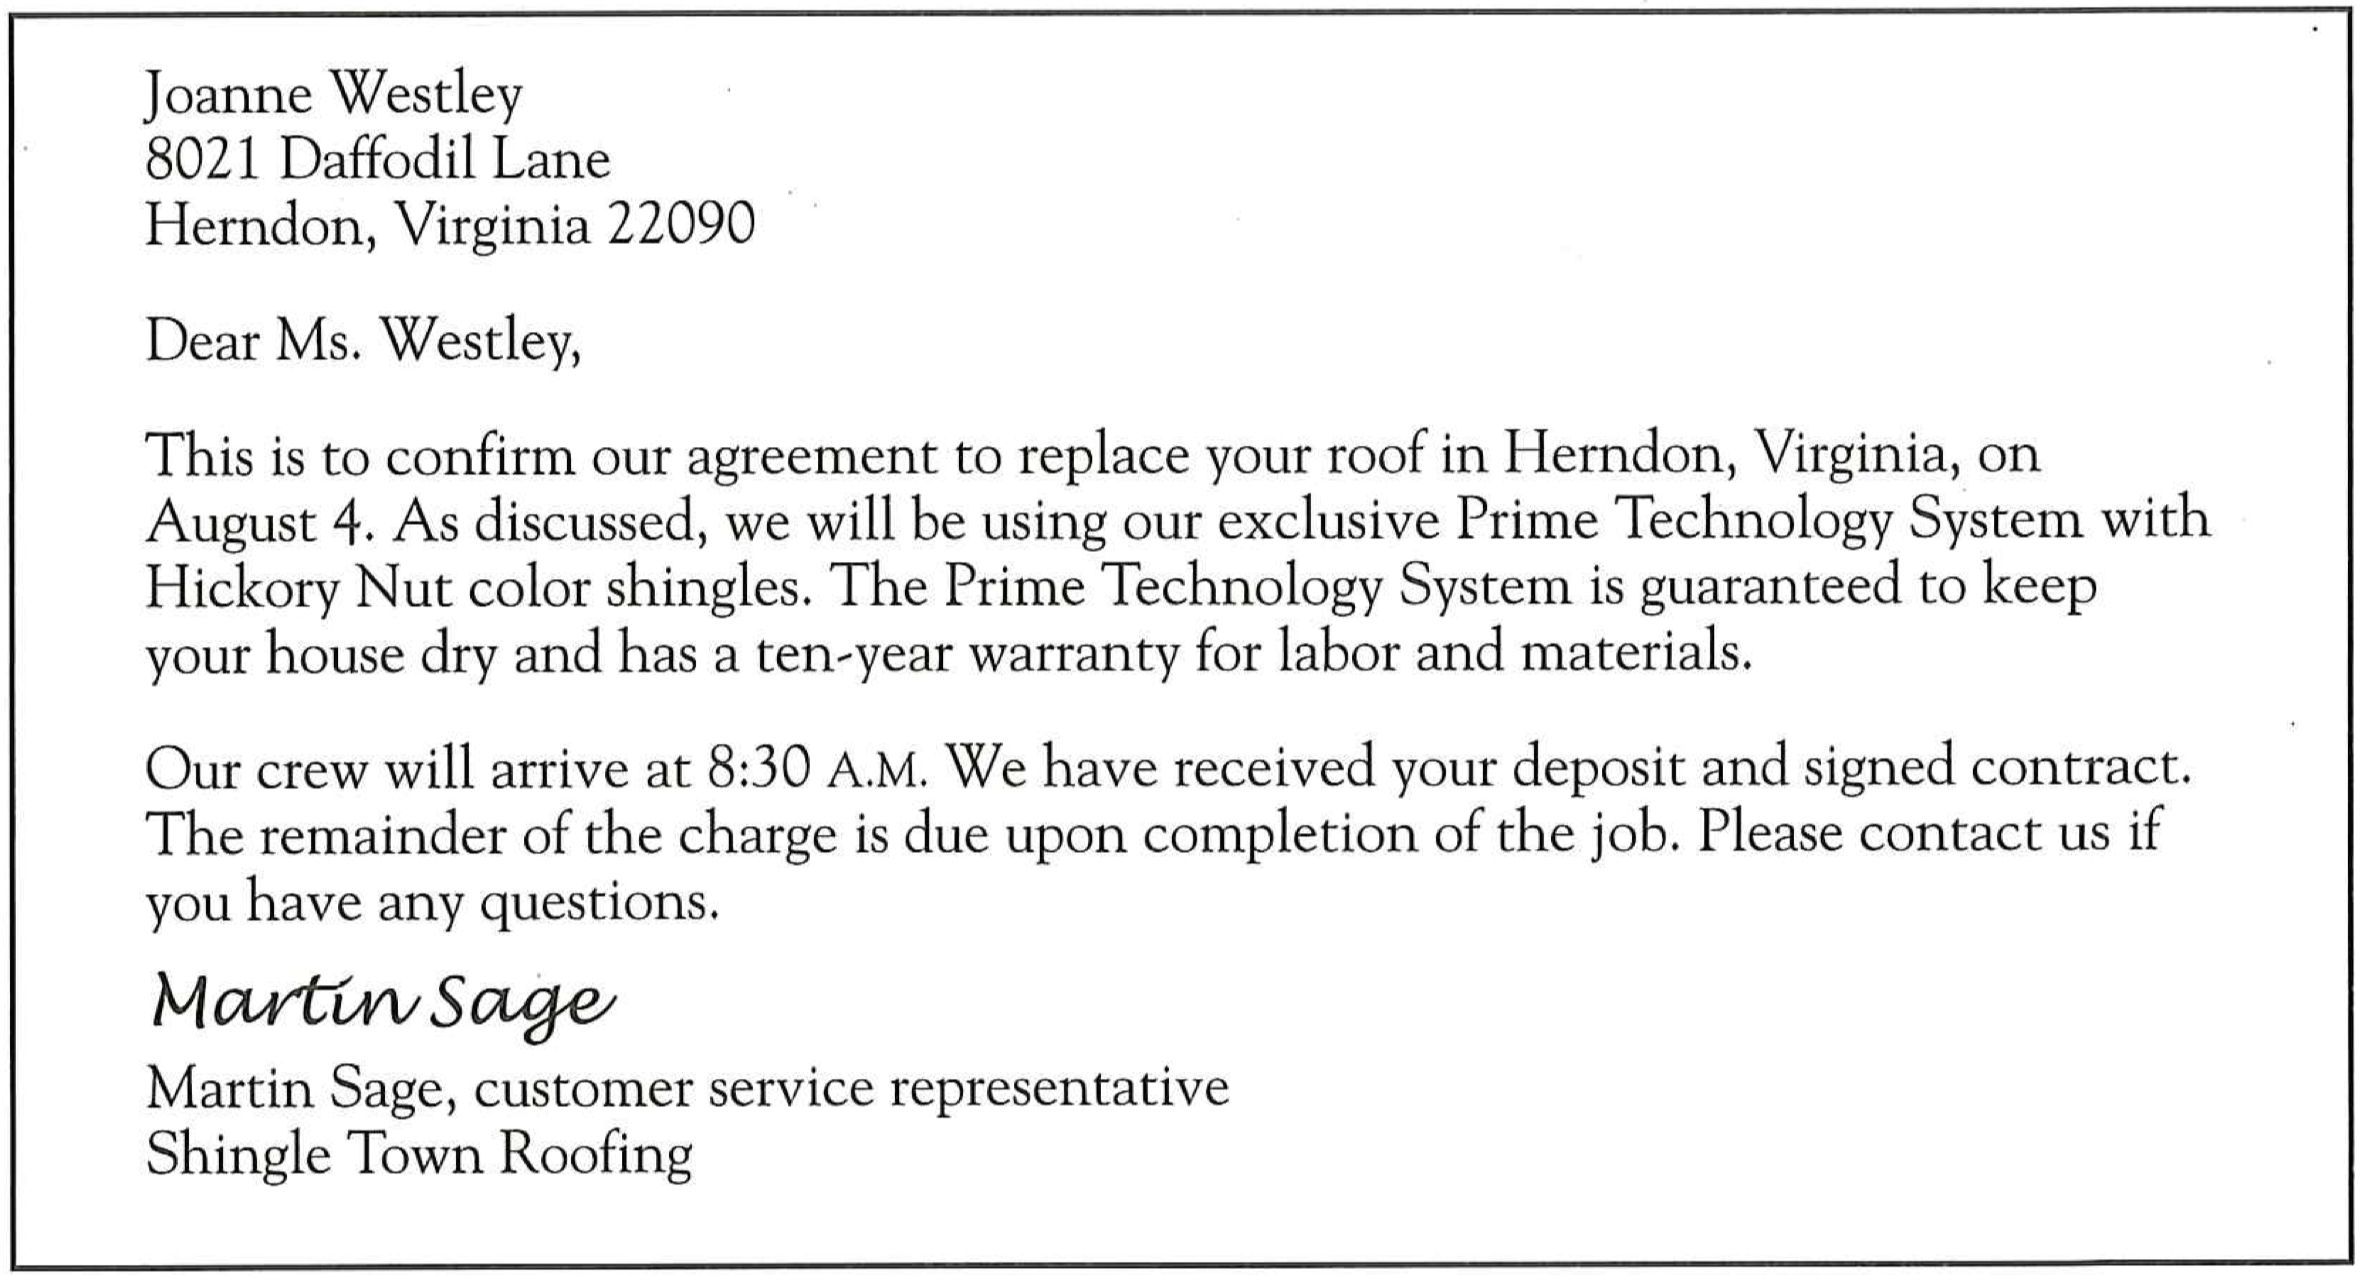 Joanne Westley
8021 Daffodil Lane
Herndon, Virginia 22090
Dear Ms. Westley,
This is to confirm our agreement to replace your roof in Herndon, Virginia, on
August 4. As discussed, we will be using our exclusive Prime Technology System with
Hickory Nut color shingles. The Prime Technology System is guaranteed to keep
your house dry and has a ten-year warranty for labor and materials.
Our crew will arrive at 8:30 A.M. We have received your deposit and signed contract.
The remainder of the charge is due upon completion of the job. Please contact us if
you have any questions.
Martin Sage
Martin Sage, customer service representative
Shingle Town Roofing